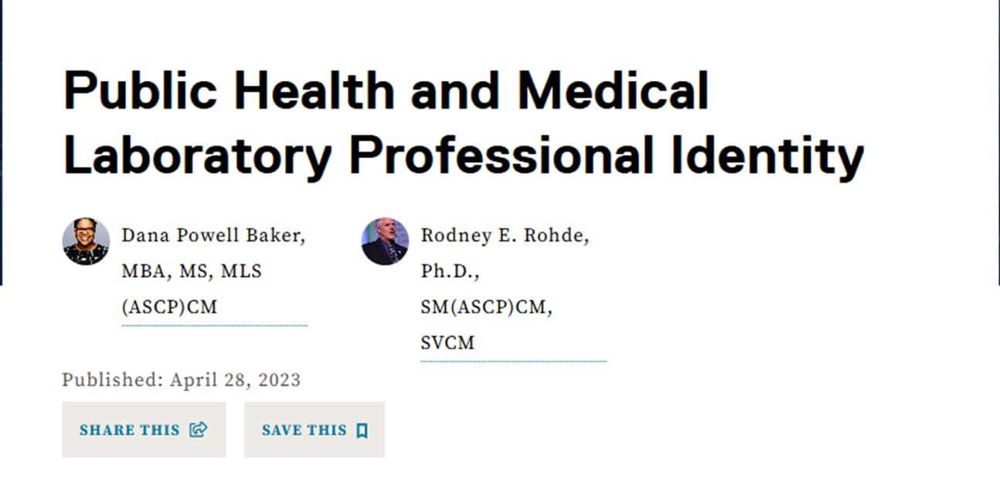 Public Health and Medical
Laboratory Professional Identity
Dana Powell Baker,
MBA, MS, MLS
(ASCP)CM
Rodney E. Rohde,
Ph.D.,
SM(ASCP)CM,
SVCM
Published: April 28, 2023
SHARE THIS
SAVE THIS